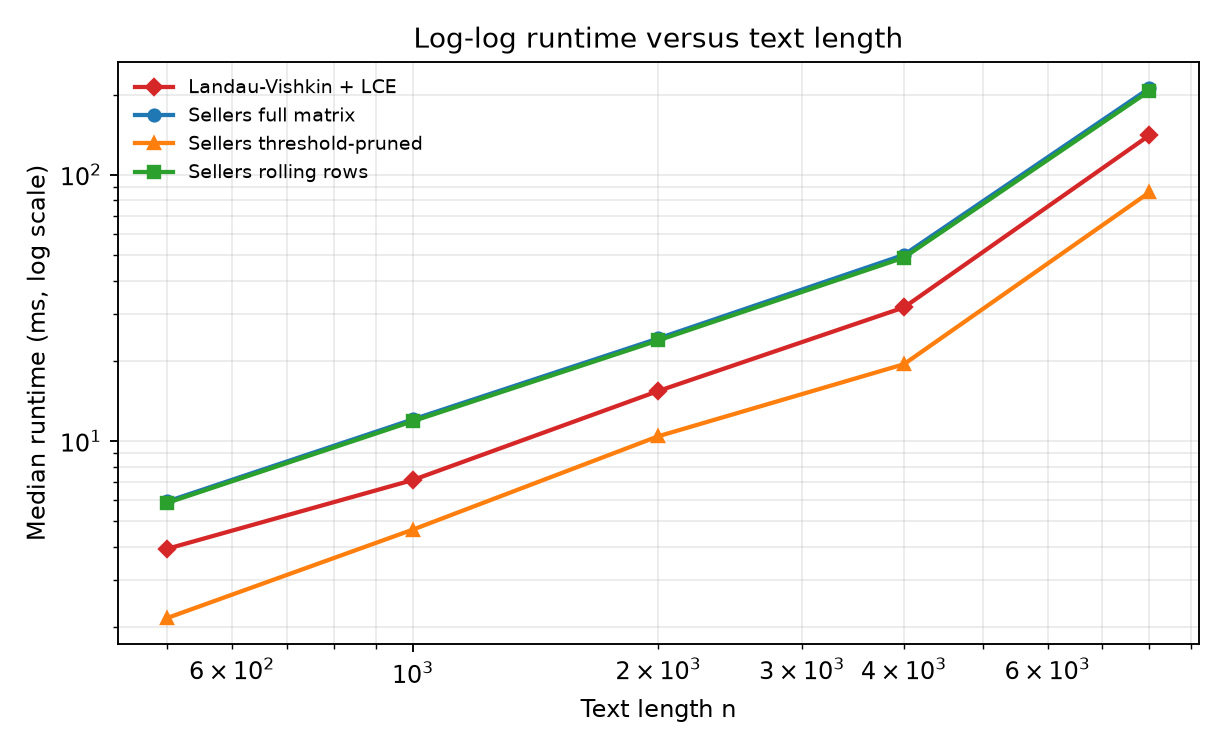 Log-log runtime versus text length
Landau-Vishkin + LCE
Sellers full matrix
Sellers threshold-pruned
Sellers rolling rows
Median runtime (ms, log scale)
10²
10¹
6 × 10²
10³
2 × 10³
3 × 10³
4 × 10³
6 × 10³
Text length n